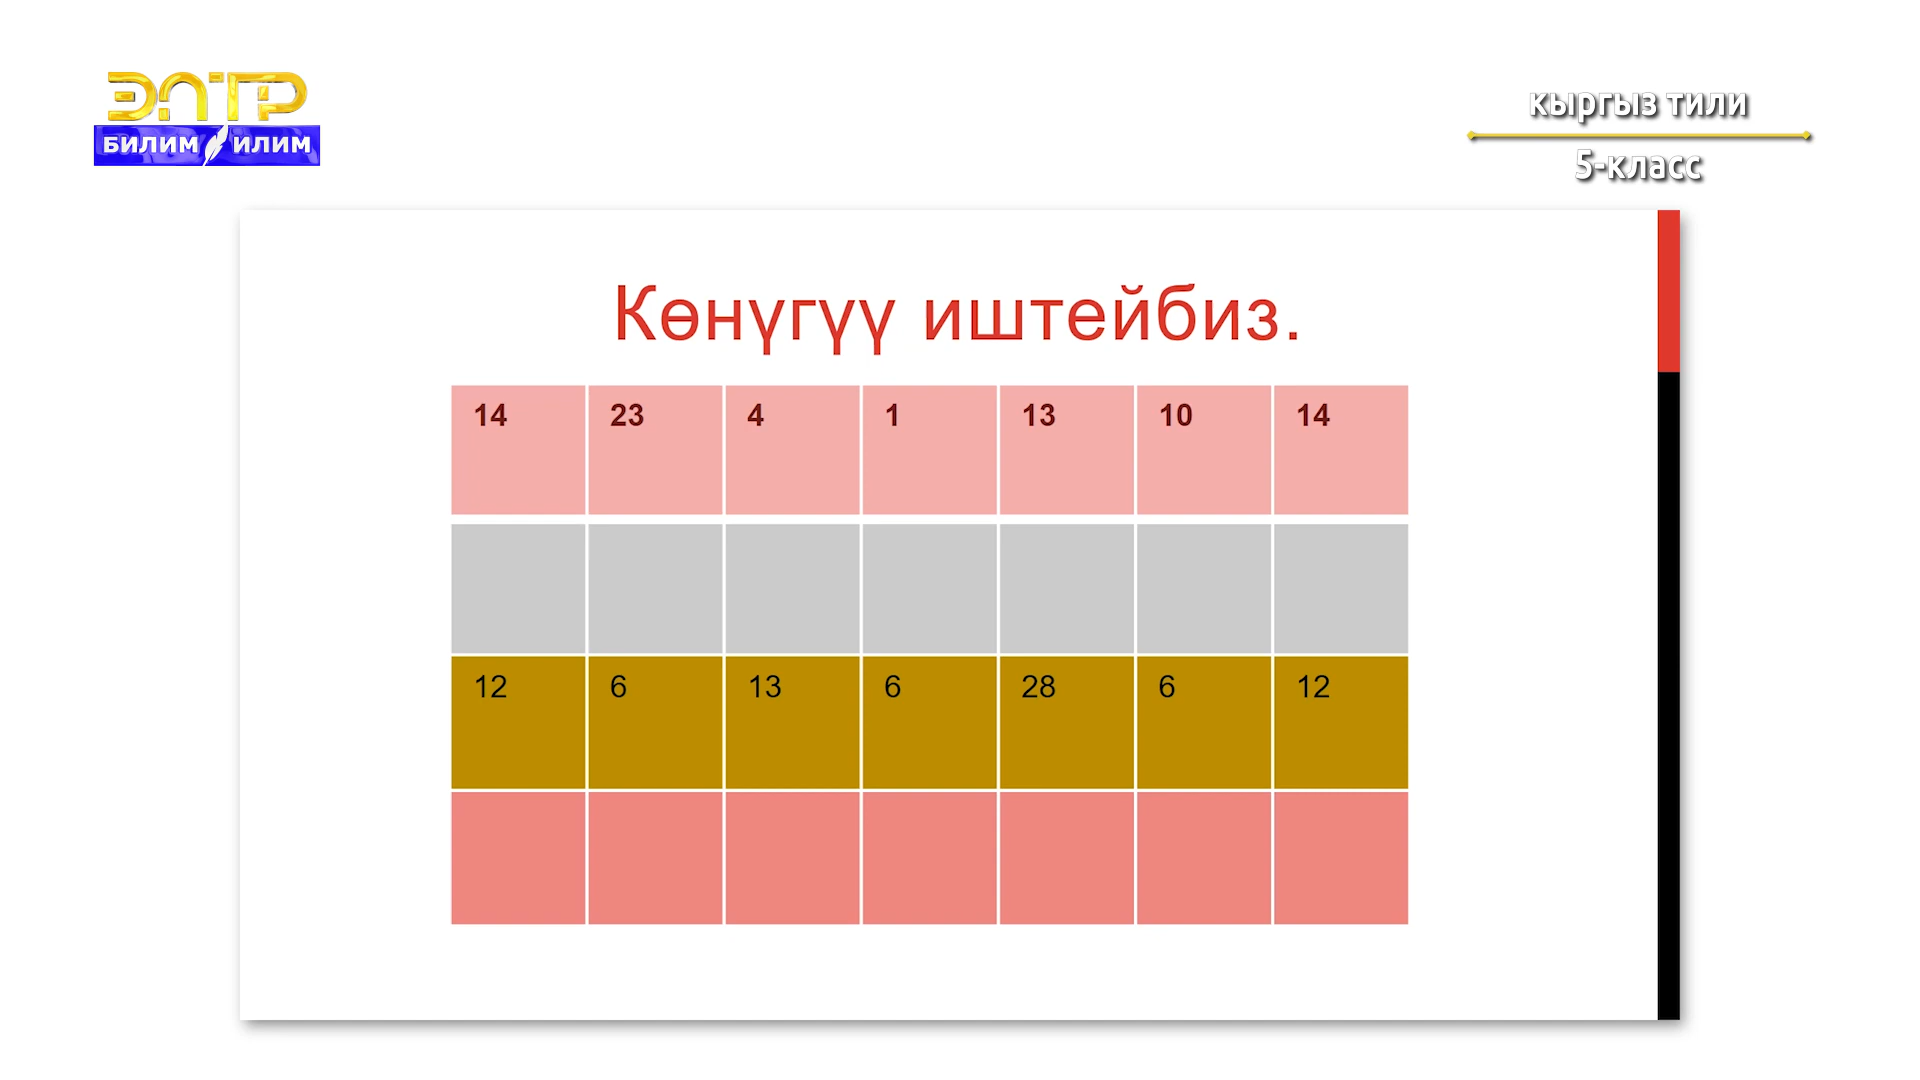 ЭЛТР
БИЛИМ ИЛИМ
кыргыз тили
5-класс
Көнүгүү иштейбиз.
14 23 4 1 13 10 14
12 6 13 6 28 6 12